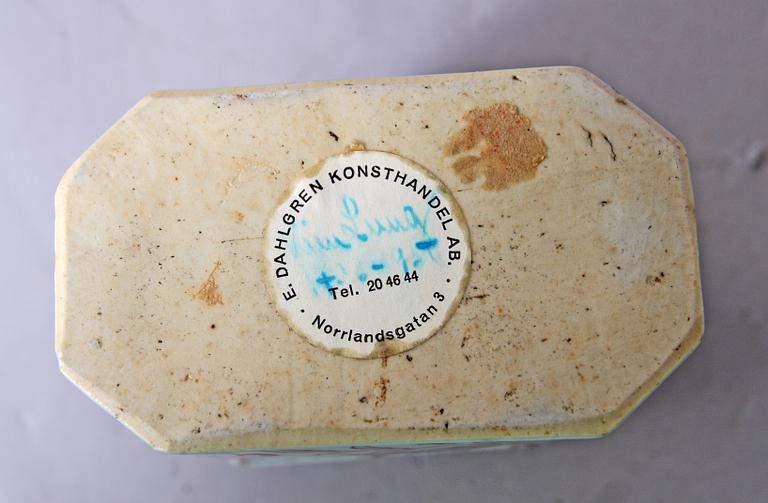 E. DAHLGREN KONSTHANDEL AB.
Tel. 20 46 44
· Norrlandsgatan 3 ·